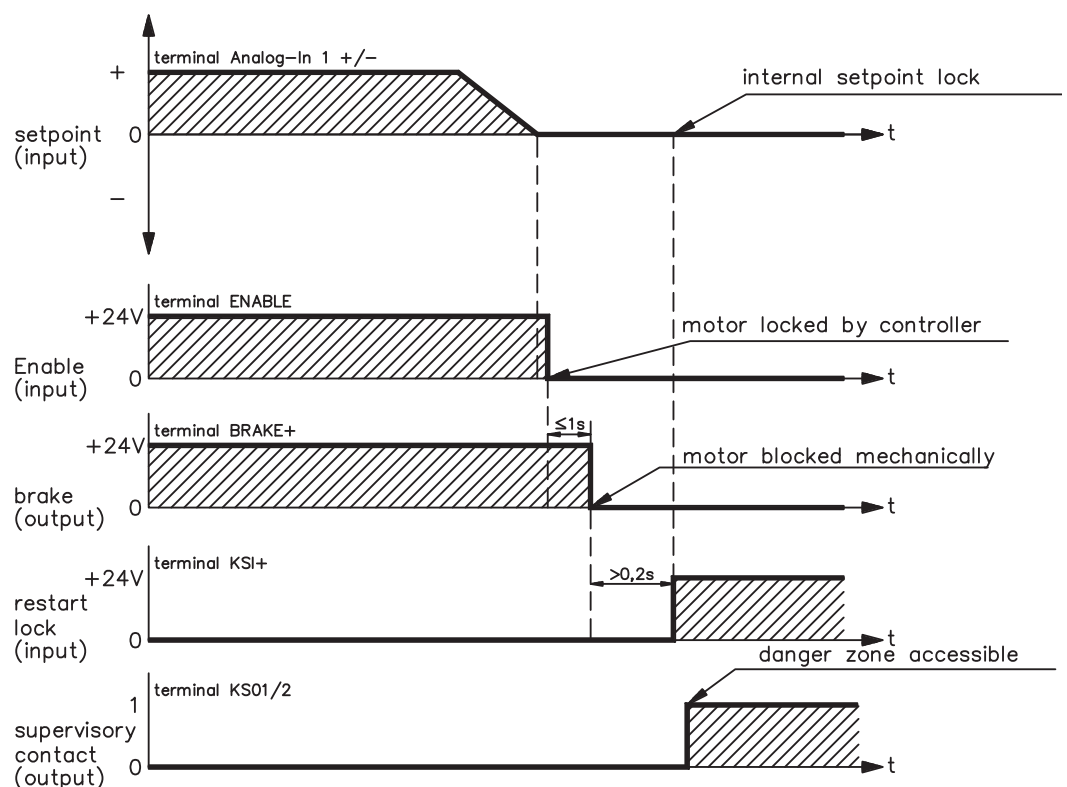 terminal Analog-In 1 +/-
+
internal setpoint lock
setpoint
(input)
0
t
-
terminal ENABLE
+24V
motor locked by controller
Enable
(input)
0
t
terminal BRAKE+
≤1s
+24V
motor blocked mechanically
brake
(output)
0
t
terminal KSI+
+24V
>0,2s
restart
lock
(input)
0
t
danger zone accessible
terminal KS01/2
1
supervisory
contact
(output)
0
t